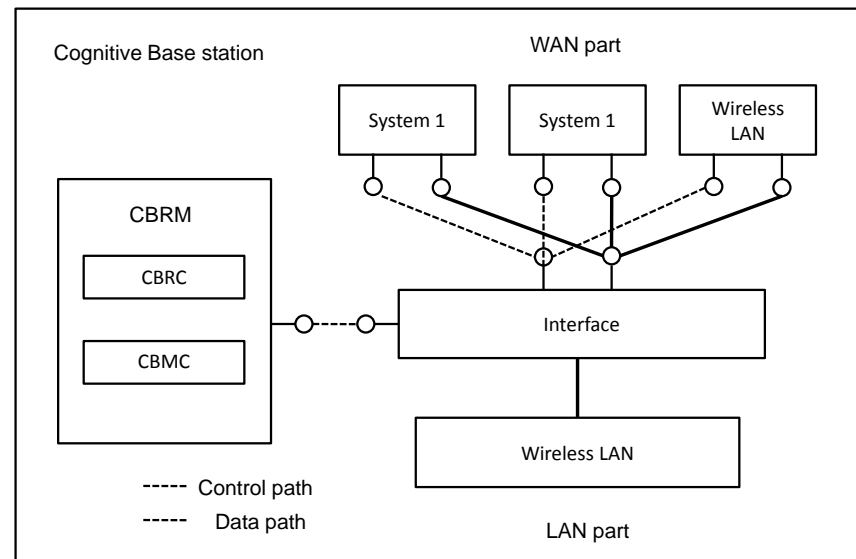 Cognitive Base station
WAN part
System 1
System 1
Wireless
LAN
CBRM
CBRC
CBMC
Interface
Wireless LAN
Control path
Data path
LAN part